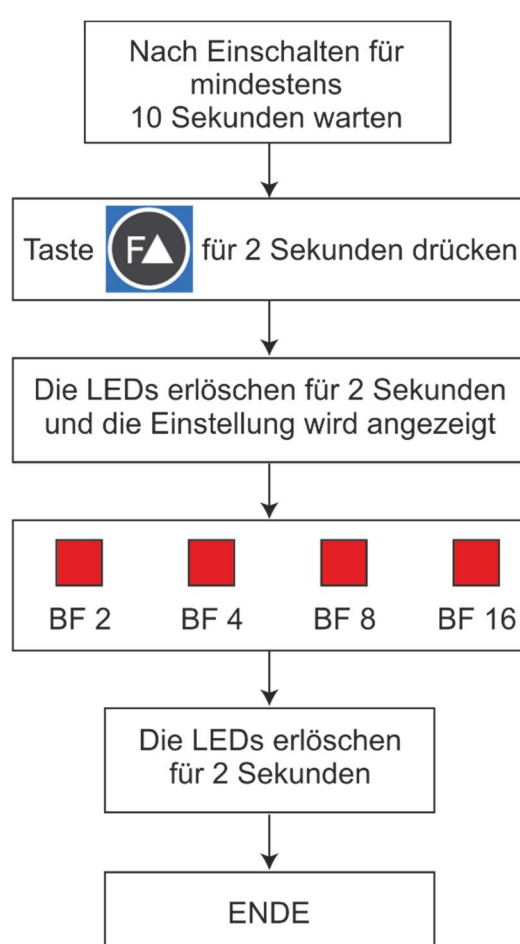 Nach Einschalten für
mindestens
10 Sekunden warten
Taste F▲ für 2 Sekunden drücken
Die LEDs erlöschen für 2 Sekunden
und die Einstellung wird angezeigt
BF 2 BF 4 BF 8 BF 16
Die LEDs erlöschen
für 2 Sekunden
ENDE